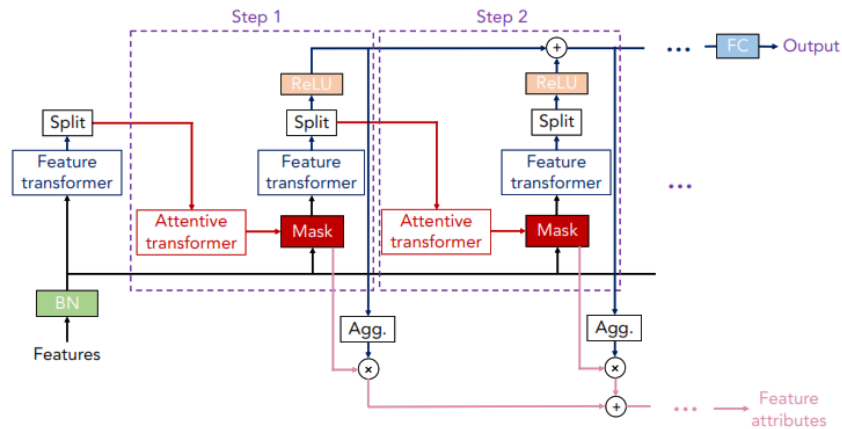 Step 1
Step 2
...
FC
Output
ReLU
ReLU
Split
Split
Split
Feature
transformer
Feature
transformer
Feature
transformer
...
Attentive
transformer
Mask
Attentive
transformer
Mask
BN
Features
Agg.
Agg.
×
×
+
+
...
Feature
attributes